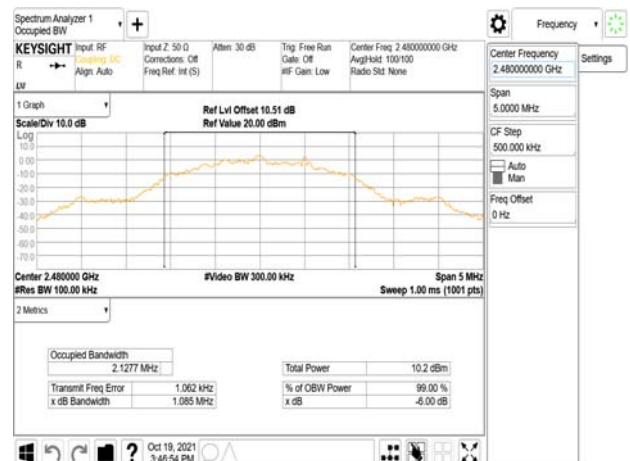 Spectrum Analyzer 1
Occupied BW
Frequency
KEYSIGHT Input: RF Input Z: 50 Ω Atten: 30 dB Trig: Free Run Center Freq: 2.480000000 GHz
R Coupling: DC Corrections: Off Gate: Off Avg|Hold: 100/100
Align: Auto Freq Ref: Int (S) #IF Gain: Low Radio Std: None
Center Frequency
2.480000000 GHz
Settings
Span
5.0000 MHz
CF Step
500.000 kHz
Auto
Man
Freq Offset
0 Hz
1 Graph
Ref Lvl Offset 10.51 dB
Scale/Div 10.0 dB Ref Value 20.00 dBm
Log
10.0
0.00
-10.0
-20.0
-30.0
-40.0
-50.0
-60.0
-70.0
Center 2.480000 GHz #Video BW 300.00 kHz Span 5 MHz
#Res BW 100.00 kHz Sweep 1.00 ms (1001 pts)
2 Metrics
Occupied Bandwidth
2.1277 MHz
Total Power 10.2 dBm
Transmit Freq Error 1.062 kHz % of OBW Power 99.00 %
x dB Bandwidth 1.085 MHz x dB -6.00 dB
? Oct 19, 2021
3:46:54 PM